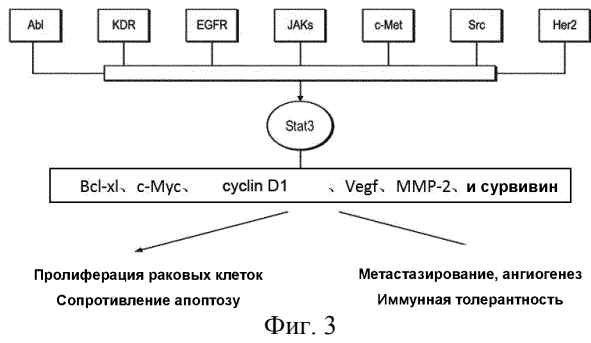 Abl KDR EGFR JAKs c-Met Src Her2
Stat3
Bcl-xl、c-Myc、 cyclin D1 、Vegf、MMP-2、и сурвивин
Пролиферация раковых клеток
Сопротивление апоптозу
Метастазирование, ангиогенез
Иммунная толерантность
Фиг. 3